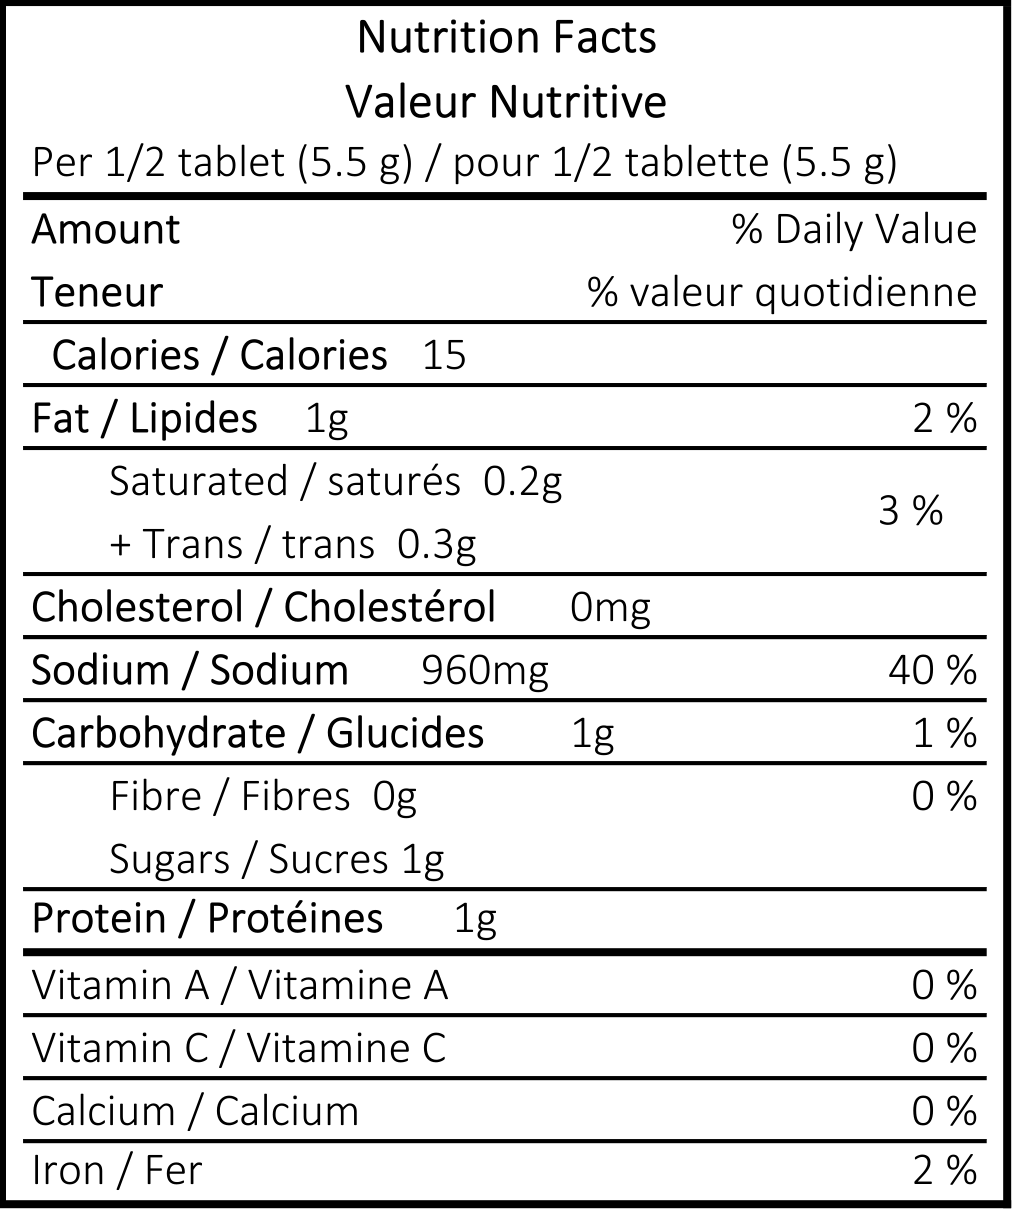 Nutrition Facts
Valeur Nutritive
Per 1/2 tablet (5.5 g) / pour 1/2 tablette (5.5 g)
Amount % Daily Value
Teneur % valeur quotidienne
Calories / Calories 15
Fat / Lipides 1g 2 %
Saturated / saturés 0.2g
+ Trans / trans 0.3g
3 %
Cholesterol / Cholestérol 0mg
Sodium / Sodium 960mg 40 %
Carbohydrate / Glucides 1g 1 %
Fibre / Fibres 0g 0 %
Sugars / Sucres 1g
Protein / Protéines 1g
Vitamin A / Vitamine A 0 %
Vitamin C / Vitamine C 0 %
Calcium / Calcium 0 %
Iron / Fer 2 %